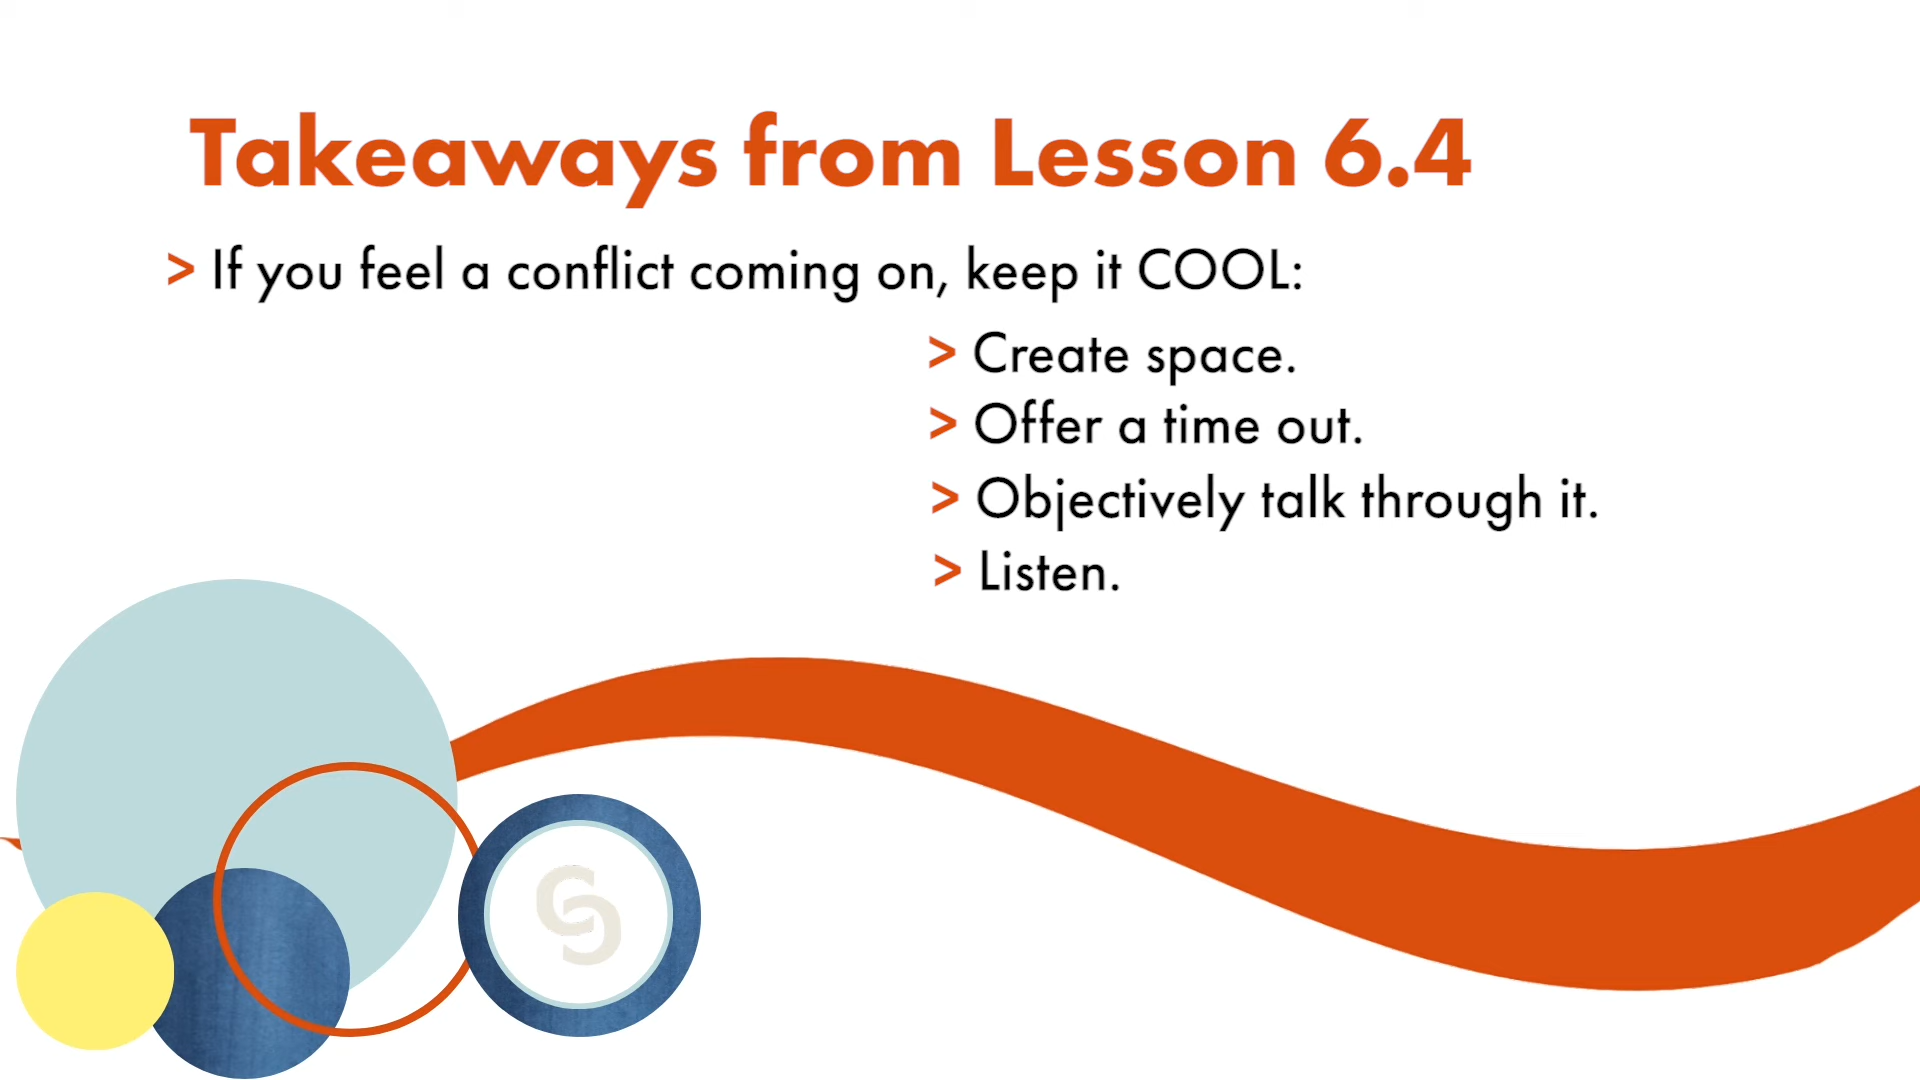 Takeaways from Lesson 6.4
> If you feel a conflict coming on, keep it COOL:
> Create space.
> Offer a time out.
> Objectively talk through it.
> Listen.